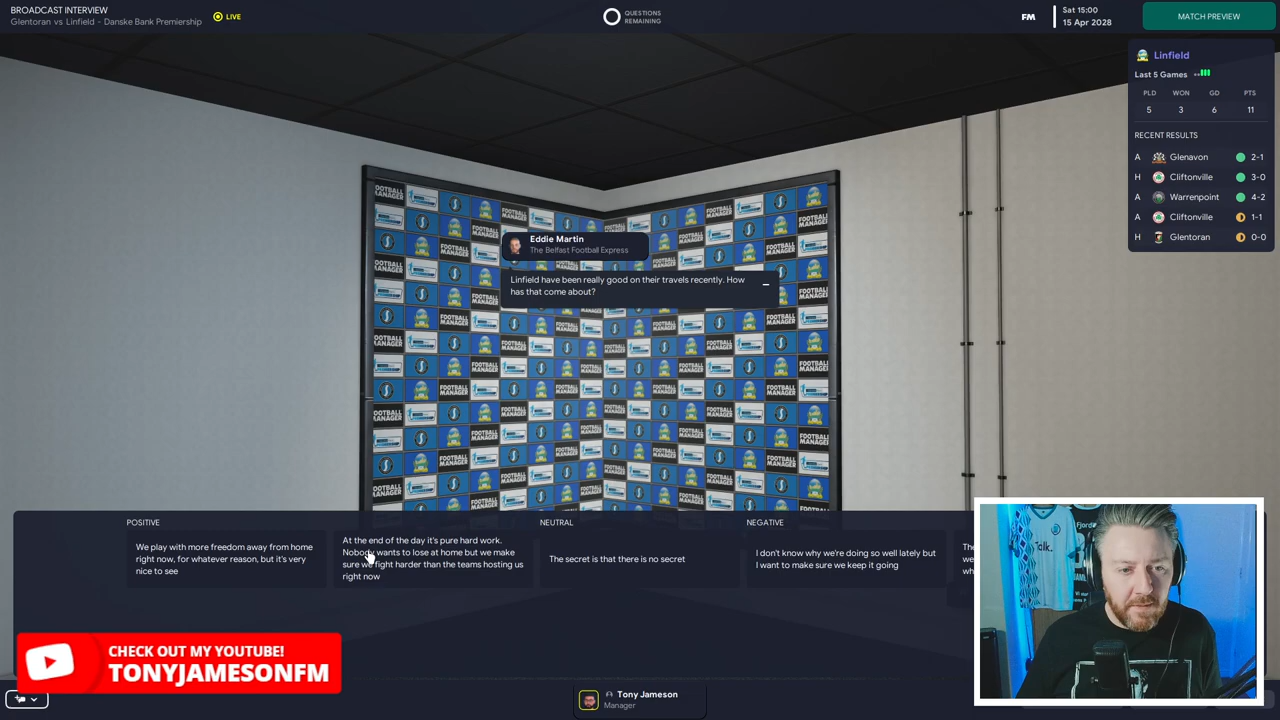 BROADCAST INTERVIEW
Glentoran vs Linfield - Danske Bank Premiership
LIVE
QUESTIONS
REMAINING
FM
Sat 15:00
15 Apr 2028
MATCH PREVIEW
Linfield
Last 5 Games
PLD WON GD PTS
5 3 6 11
RECENT RESULTS
A Glenavon 2-1
H Cliftonville 3-0
A Warrenpoint 4-2
A Cliftonville 1-1
H Glentoran 0-0
Eddie Martin
The Belfast Football Express
Linfield have been really good on their travels recently. How
has that come about?
FOOTBALL
MANAGER
POSITIVE
We play with more freedom away from home
right now, for whatever reason, but it's very
nice to see
At the end of the day it's pure hard work.
Nobody wants to lose at home but we make
sure we fight harder than the teams hosting us
right now
NEUTRAL
The secret is that there is no secret
NEGATIVE
I don't know why we're doing so well lately but
I want to make sure we keep it going
Talk.
CHECK OUT MY YOUTUBE!
TONYJAMESONFM
Tony Jameson
Manager